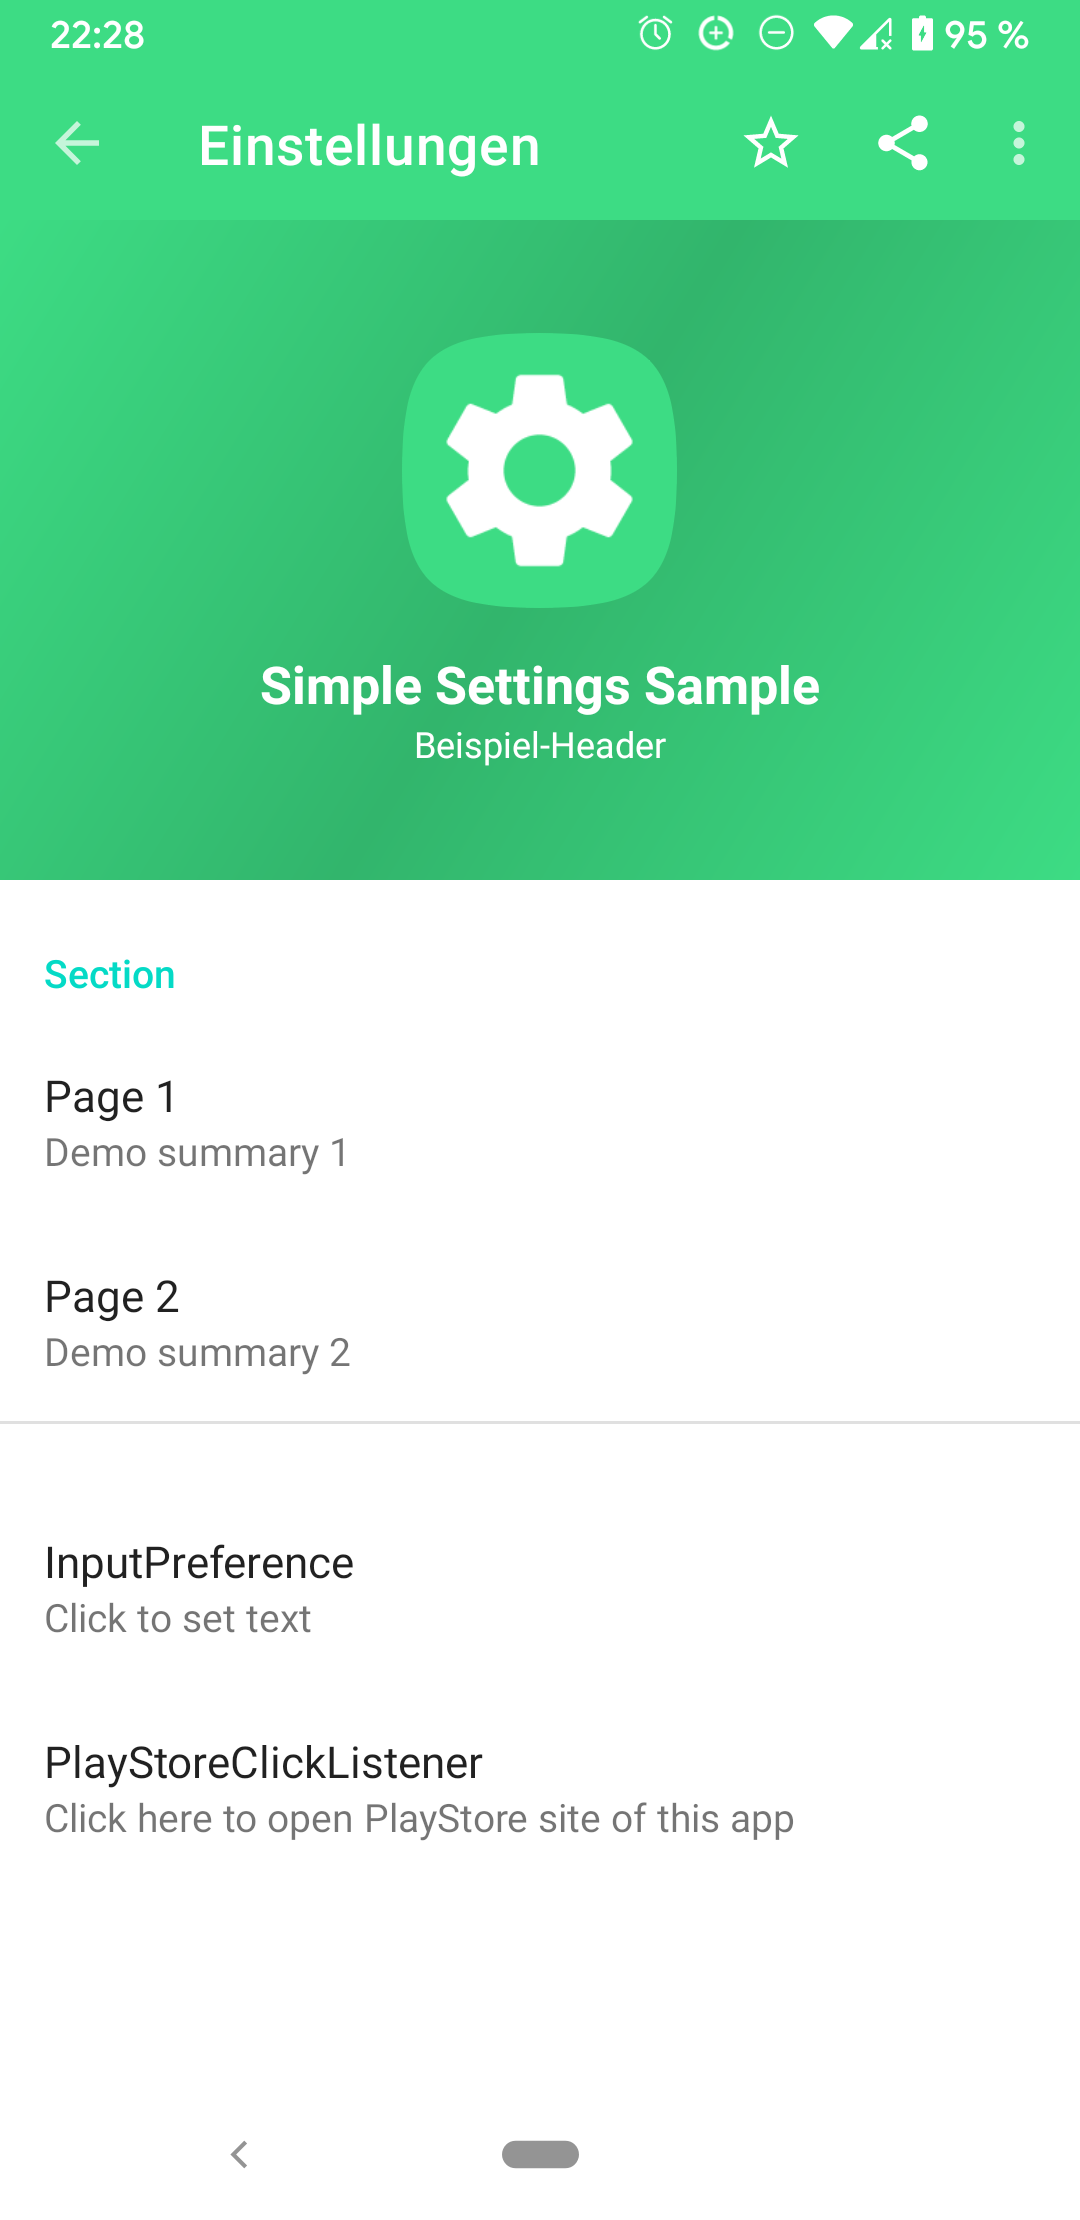 22:28
95 %
Einstellungen
Simple Settings Sample
Beispiel-Header
Section
Page 1
Demo summary 1
Page 2
Demo summary 2
InputPreference
Click to set text
PlayStoreClickListener
Click here to open PlayStore site of this app